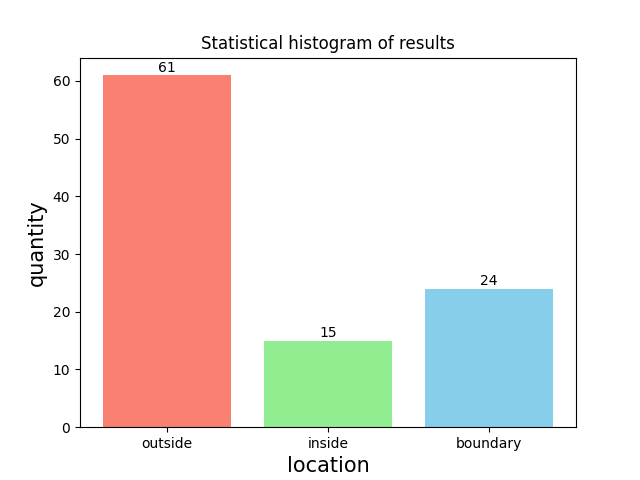 Statistical histogram of results
61
15
24
60
50
40
30
20
10
0
quantity
outside inside boundary
location